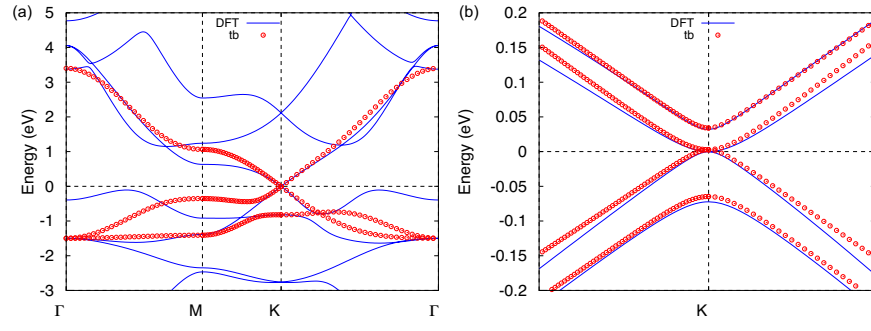 (a)
Energy (eV)
5
4
3
2
1
0
-1
-2
-3
Γ
M
K
Γ
DFT
tb
(b)
Energy (eV)
0.2
0.15
0.1
0.05
0
-0.05
-0.1
-0.15
-0.2
K
DFT
tb